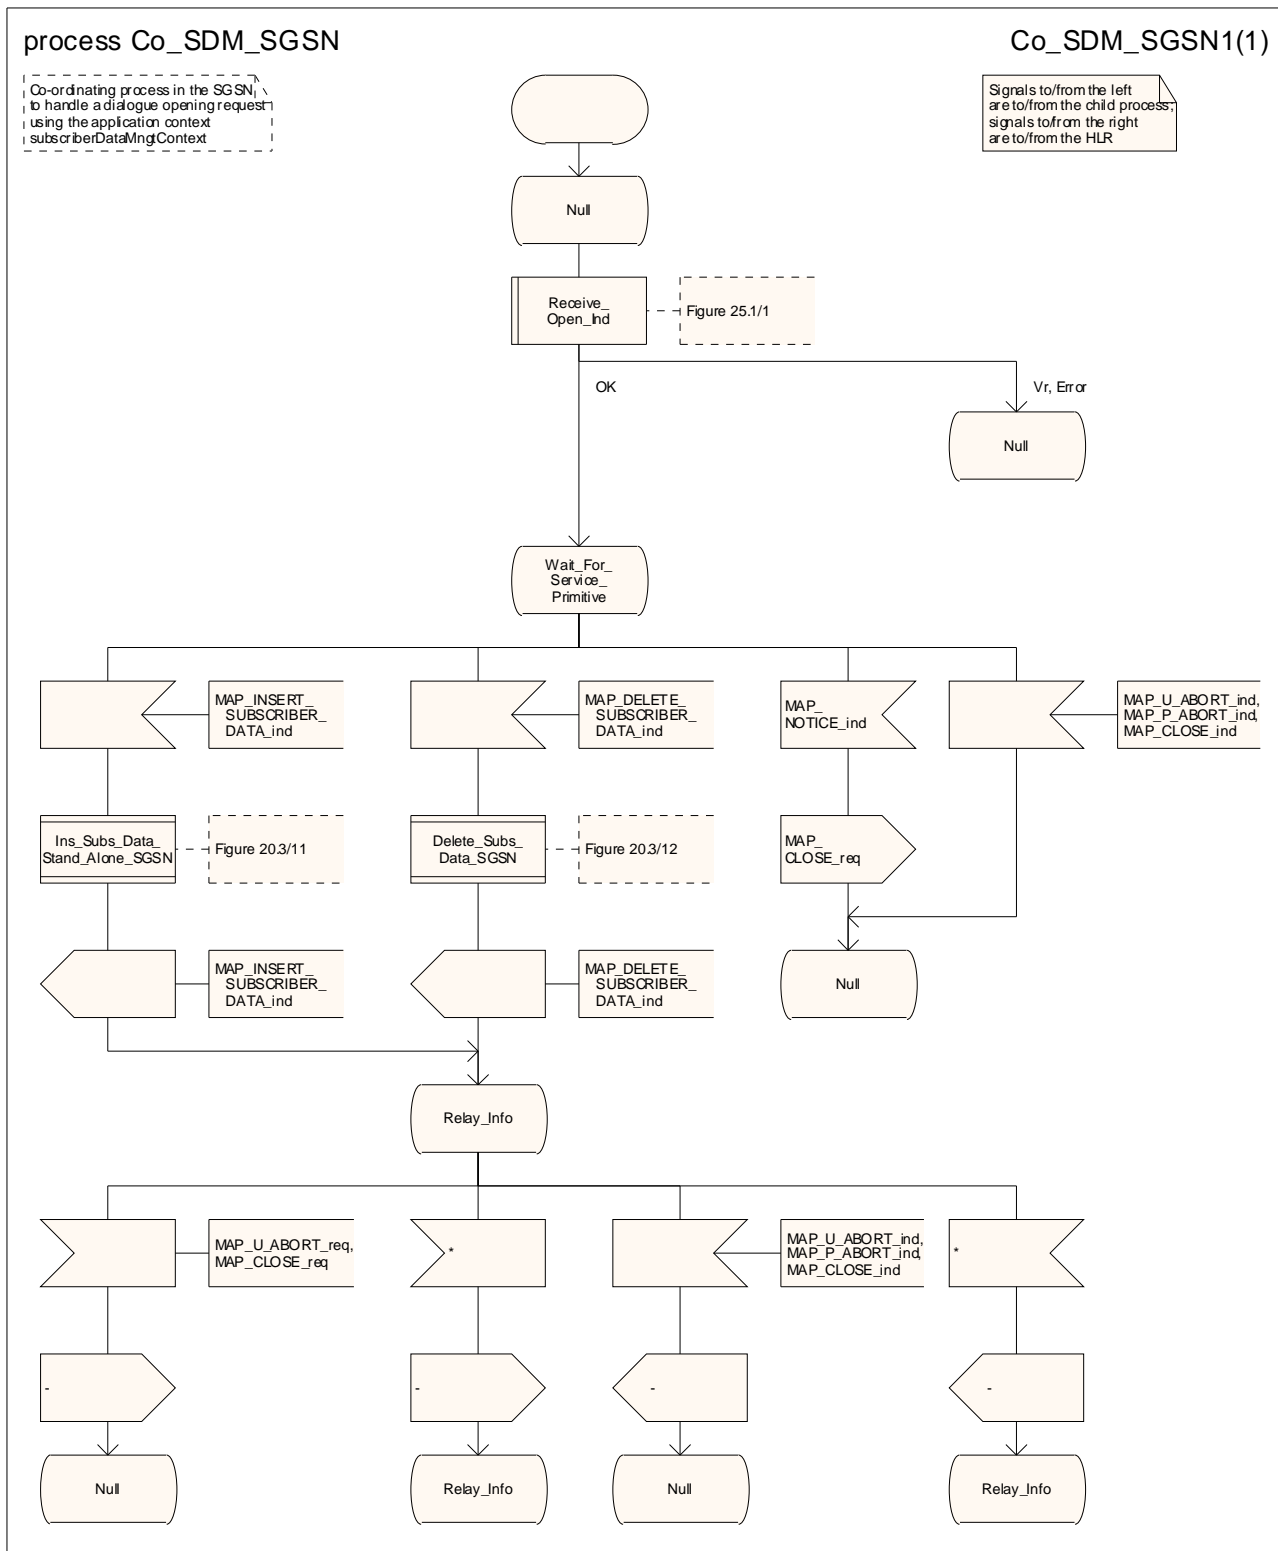 process Co_SDM_SGSN
Co_SDM_SGSN1(1)
Co-ordinating process in the SGSN
to handle a dialogue opening request
using the application context
subscriberDataMngtContext
Signals to/from the left
are to/from the child process;
signals to/from the right
are to/from the HLR
Null
Receive_
Open_Ind
Figure 25.1/1
OK
Vr, Error
Null
Wait_For_
Service_
Primitive
MAP_INSERT_
SUBSCRIBER_
DATA_ind
MAP_DELETE_
SUBSCRIBER_
DATA_ind
MAP_
NOTICE_ind
MAP_U_ABORT_ind,
MAP_P_ABORT_ind,
MAP_CLOSE_ind
Ins_Subs_Data_
Stand_Alone_SGSN
Figure 20.3/11
Delete_Subs_
Data_SGSN
Figure 20.3/12
MAP_
CLOSE_req
MAP_INSERT_
SUBSCRIBER_
DATA_ind
MAP_DELETE_
SUBSCRIBER_
DATA_ind
Null
Relay_Info
MAP_U_ABORT_req,
MAP_CLOSE_req
*
MAP_U_ABORT_ind,
MAP_P_ABORT_ind,
MAP_CLOSE_ind
*
-
-
-
-
Null
Relay_Info
Null
Relay_Info